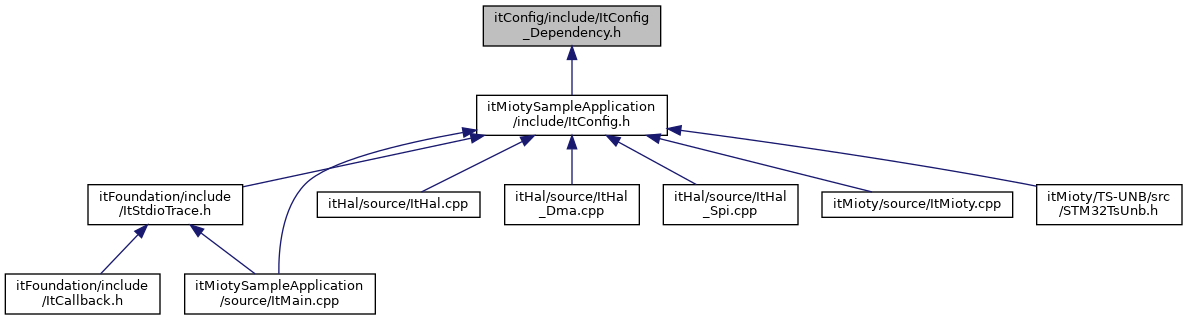 itConfig/include/ItConfig
_Dependency.h
itMiotySampleApplication
/include/ItConfig.h
itFoundation/include
/ItStdioTrace.h
itHal/source/ItHal.cpp
itHal/source/ItHal
_Dma.cpp
itHal/source/ItHal
_Spi.cpp
itMioty/source/ItMioty.cpp
itMioty/TS-UNB/src
/STM32TsUnb.h
itFoundation/include
/ItCallback.h
itMiotySampleApplication
/source/ItMain.cpp